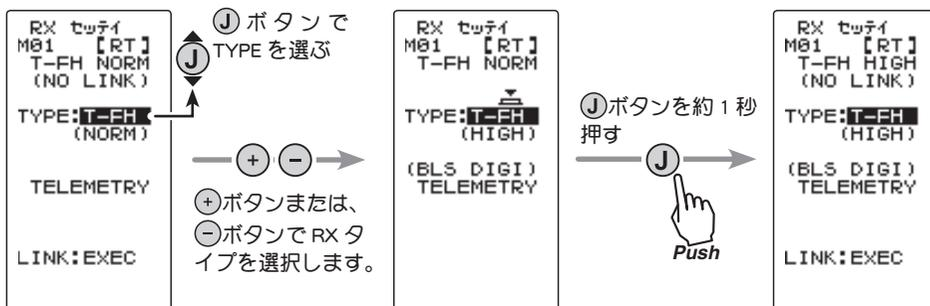 RX セッテイ
M01 [RT]
T-FH NORM
(NO LINK)
TYPE:T-FH
(NORM)
TELEMETRY
LINK:EXEC
J ボタンで
TYPE を選ぶ
J
+ -
+ボタンまたは、
-ボタンで RX タ
イプを選択します。
RX セッテイ
M01 [RT]
T-FH NORM
TYPE:T-FH
(HIGH)
(BLS DIGI)
TELEMETRY
Jボタンを約 1 秒
押す
J
Push
RX セッテイ
M01 [RT]
T-FH HIGH
(NO LINK)
TYPE:T-FH
(HIGH)
(BLS DIGI)
TELEMETRY
LINK:EXEC